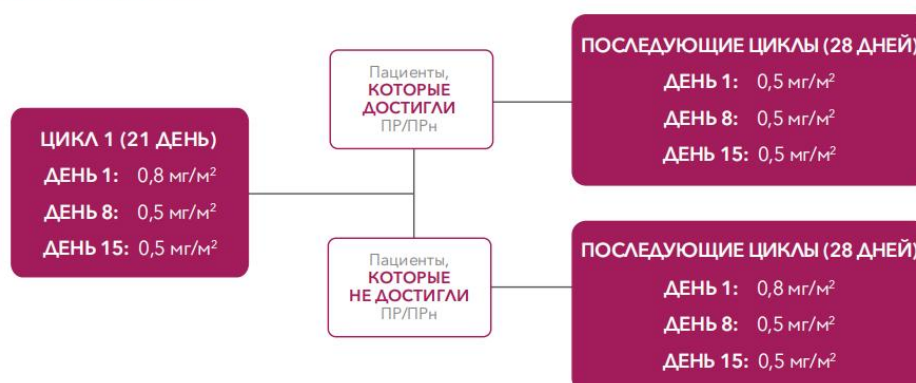 ЦИКЛ 1 (21 ДЕНЬ)
ДЕНЬ 1: 0,8 мг/м²
ДЕНЬ 8: 0,5 мг/м²
ДЕНЬ 15: 0,5 мг/м²
Пациенты,
КОТОРЫЕ
ДОСТИГЛИ
ПР/ПРн
ПОСЛЕДУЮЩИЕ ЦИКЛЫ (28 ДНЕЙ)
ДЕНЬ 1: 0,5 мг/м²
ДЕНЬ 8: 0,5 мг/м²
ДЕНЬ 15: 0,5 мг/м²
Пациенты,
КОТОРЫЕ
НЕ ДОСТИГЛИ
ПР/ПРн
ПОСЛЕДУЮЩИЕ ЦИКЛЫ (28 ДНЕЙ)
ДЕНЬ 1: 0,8 мг/м²
ДЕНЬ 8: 0,5 мг/м²
ДЕНЬ 15: 0,5 мг/м²